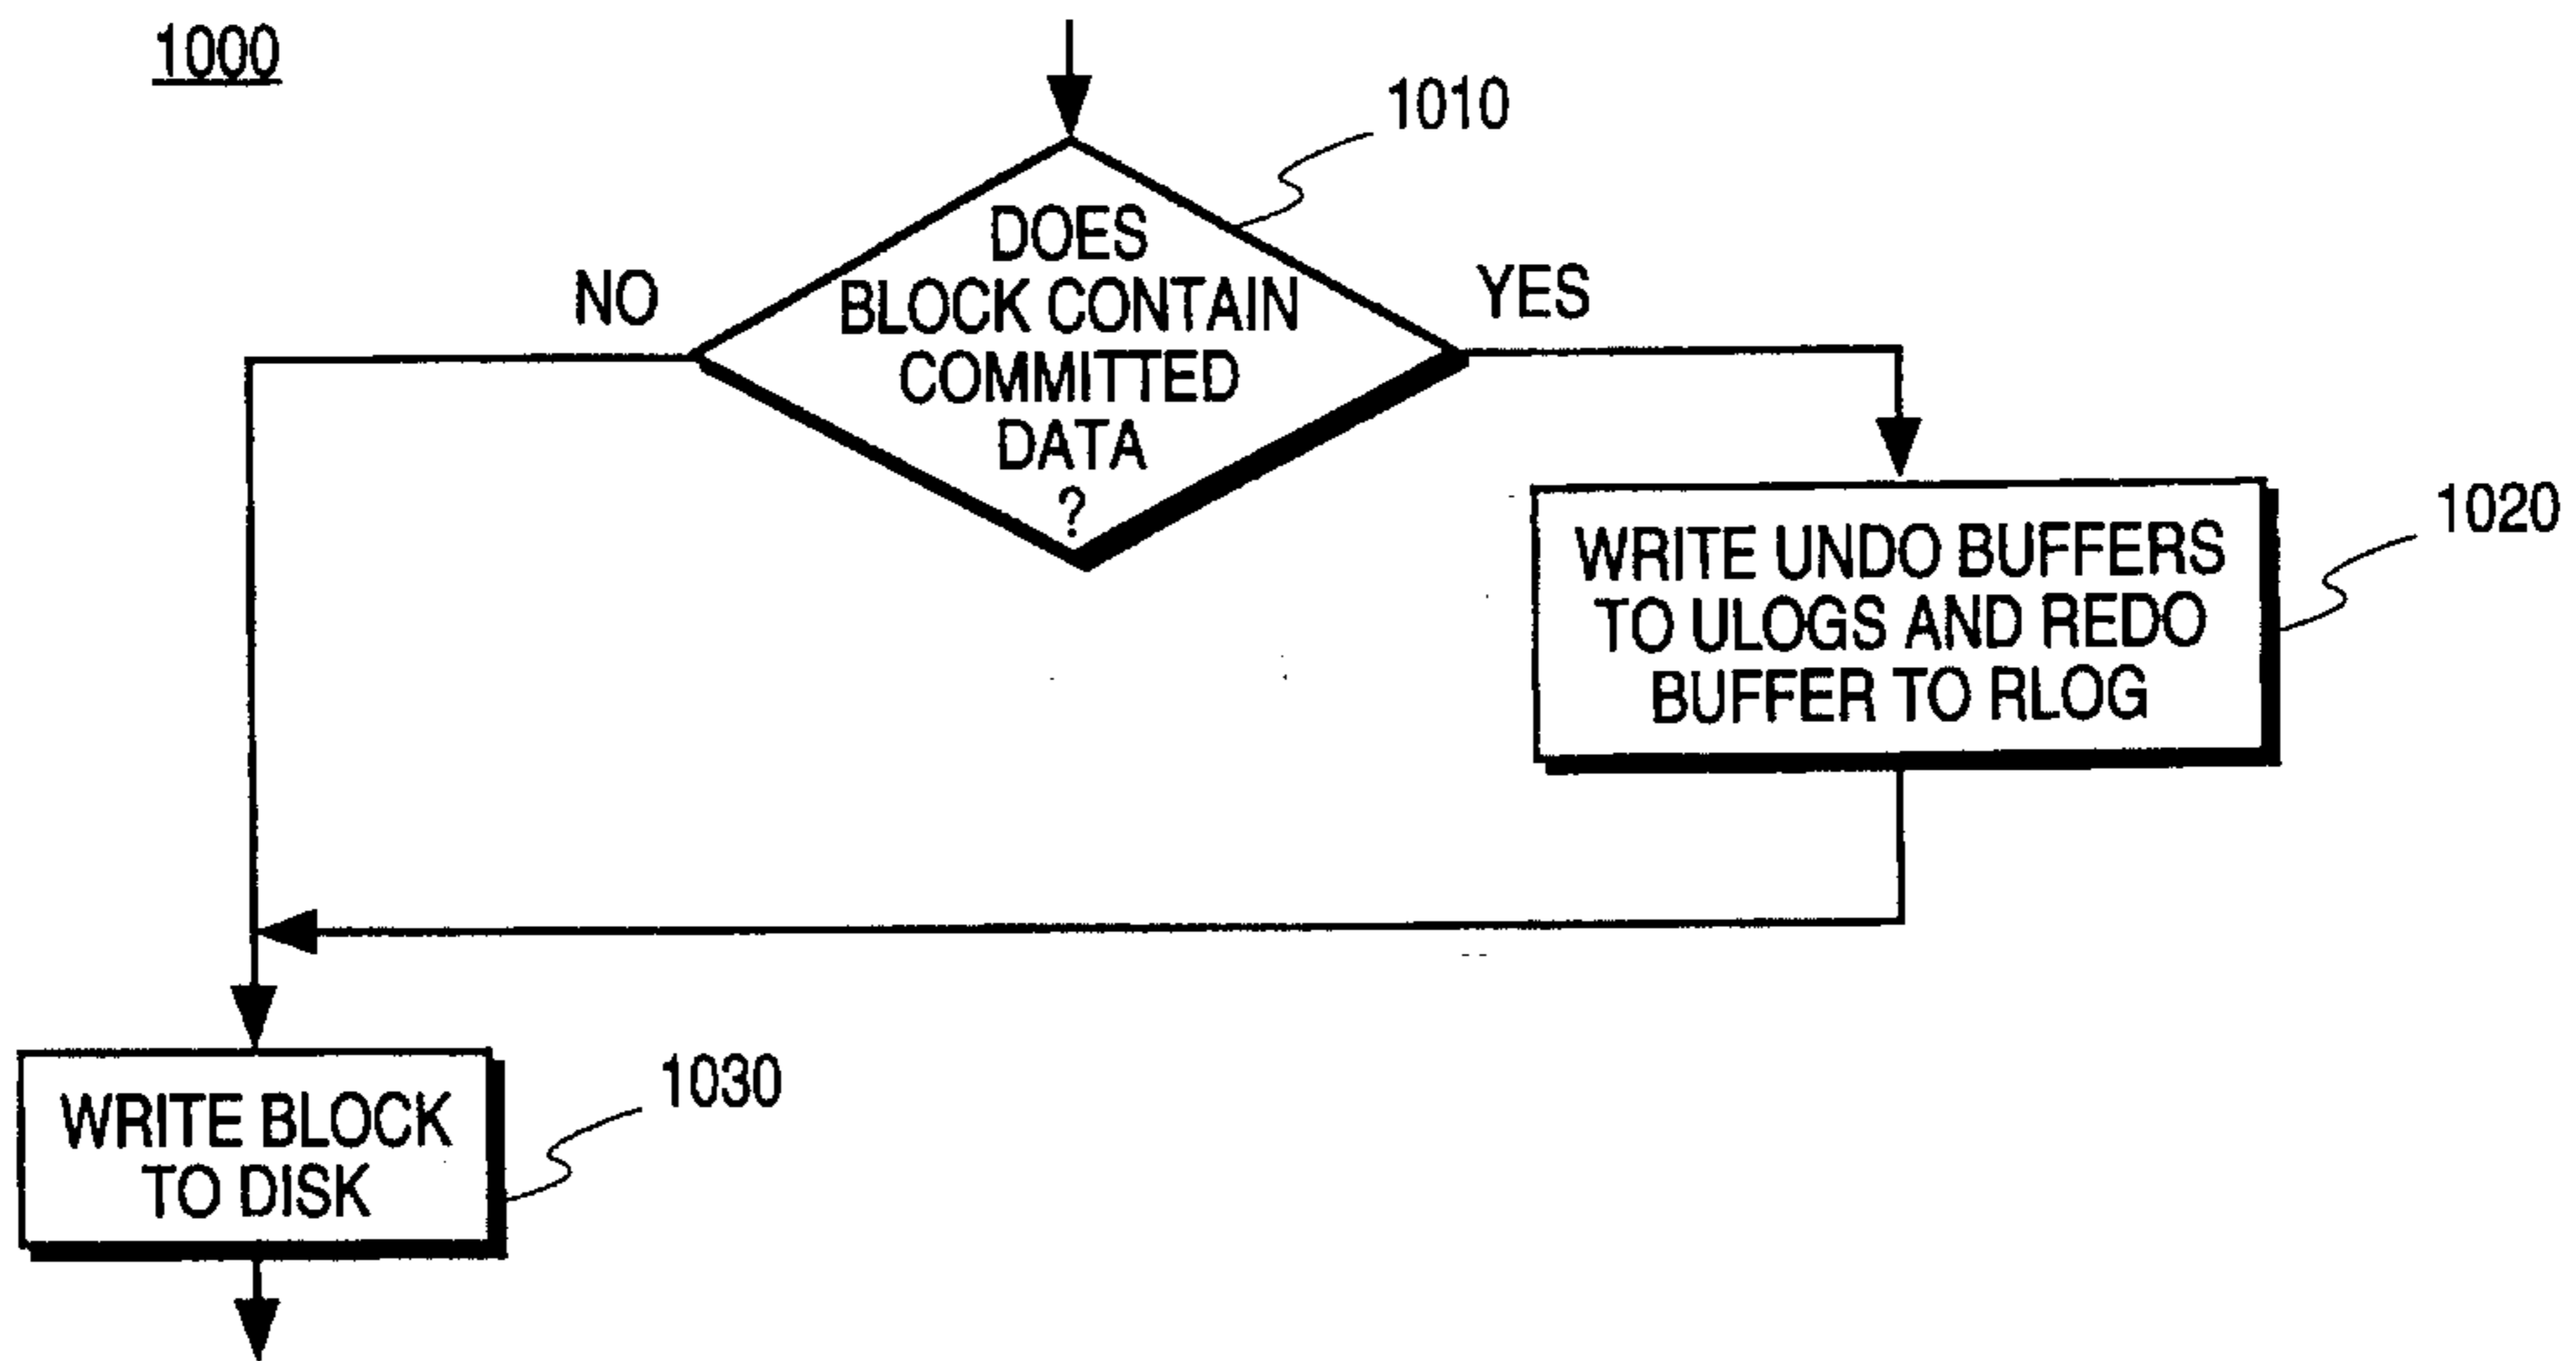 1000
1010
DOES
BLOCK CONTAIN
COMMITTED
DATA
?
NO
YES
1020
WRITE UNDO BUFFERS
TO ULOGS AND REDO
BUFFER TO RLOG
1030
WRITE BLOCK
TO DISK